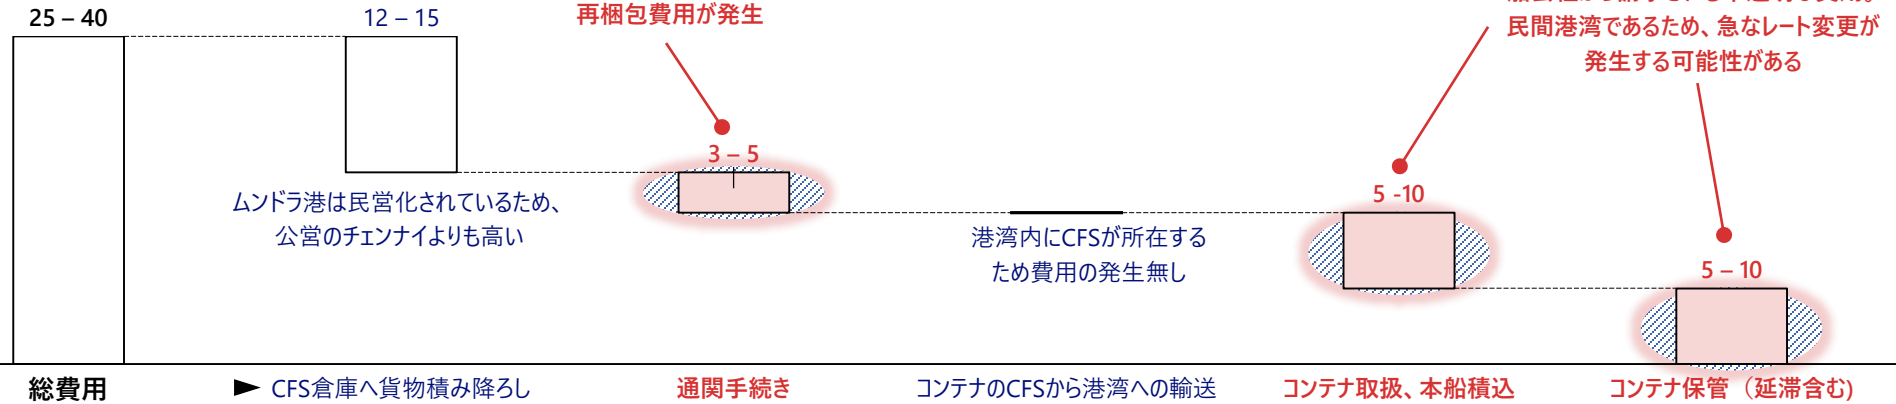 25 – 40
12 – 15
再梱包費用が発生
民間港湾であるため、急なレート変更が
発生する可能性がある
3 – 5
ムンドラ港は民営化されているため、
公営のチェンナイよりも高い
5 -10
港湾内にCFSが所在する
ため費用の発生無し
5 – 10
総費用
► CFS倉庫へ貨物積み降ろし
通関手続き
コンテナのCFSから港湾への輸送
コンテナ取扱、本船積込
コンテナ保管（延滞含む)